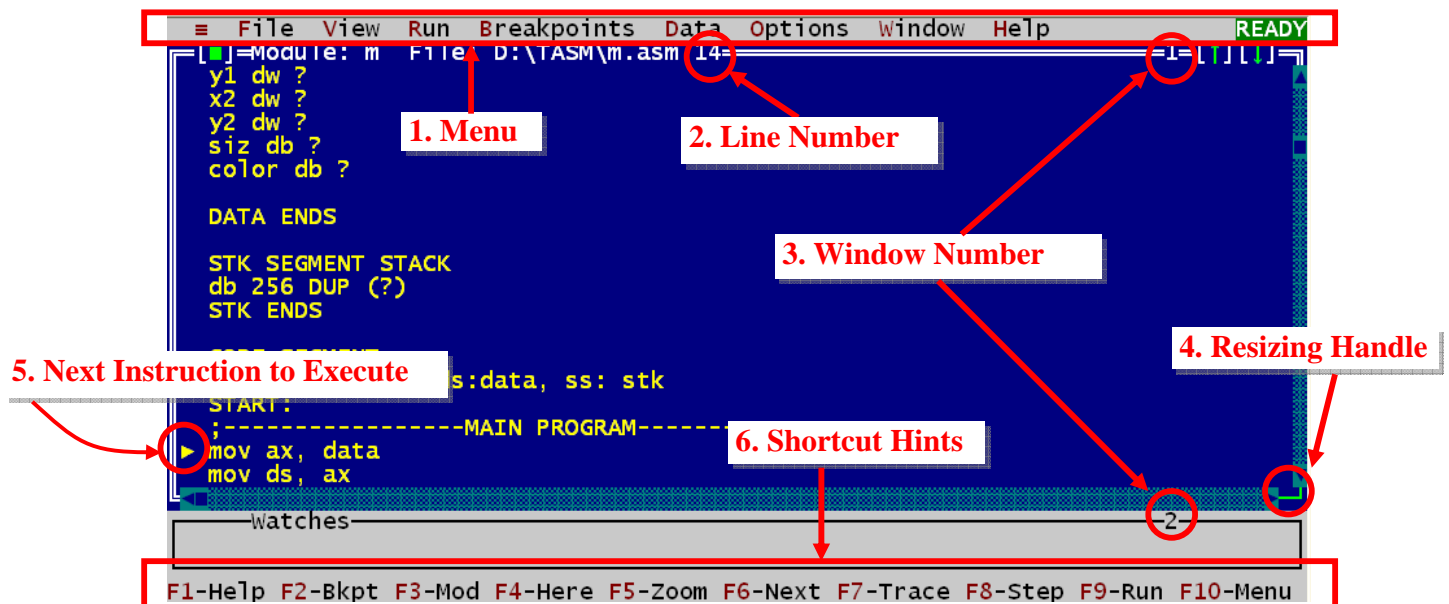 ≡ File View Run Breakpoints Data Options Window Help READY
[■]=Module: m File: D:\TASM\m.asm 14 1=[↑][↓]
y1 dw ?
x2 dw ?
y2 dw ?
1. Menu
2. Line Number
siz db ?
color db ?
DATA ENDS
3. Window Number
STK SEGMENT STACK
db 256 DUP (?)
STK ENDS
4. Resizing Handle
CODE SEGMENT
5. Next Instruction to Execute
s:data, ss: stk
START:
;-----------------MAIN PROGRAM-------
6. Shortcut Hints
► mov ax, data
mov ds, ax
Watches 2
F1-Help F2-Bkpt F3-Mod F4-Here F5-Zoom F6-Next F7-Trace F8-Step F9-Run F10-Menu